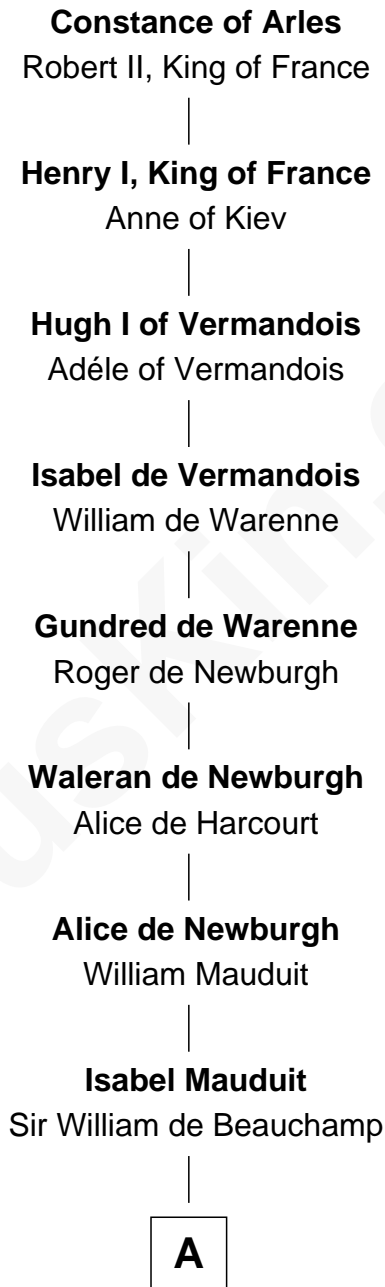 Constance of Arles
Robert II, King of France
Henry I, King of France
Anne of Kiev
Hugh I of Vermandois
Adéle of Vermandois
Isabel de Vermandois
William de Warenne
Gundred de Warenne
Roger de Newburgh
Waleran de Newburgh
Alice de Harcourt
Alice de Newburgh
William Mauduit
Isabel Mauduit
Sir William de Beauchamp
A